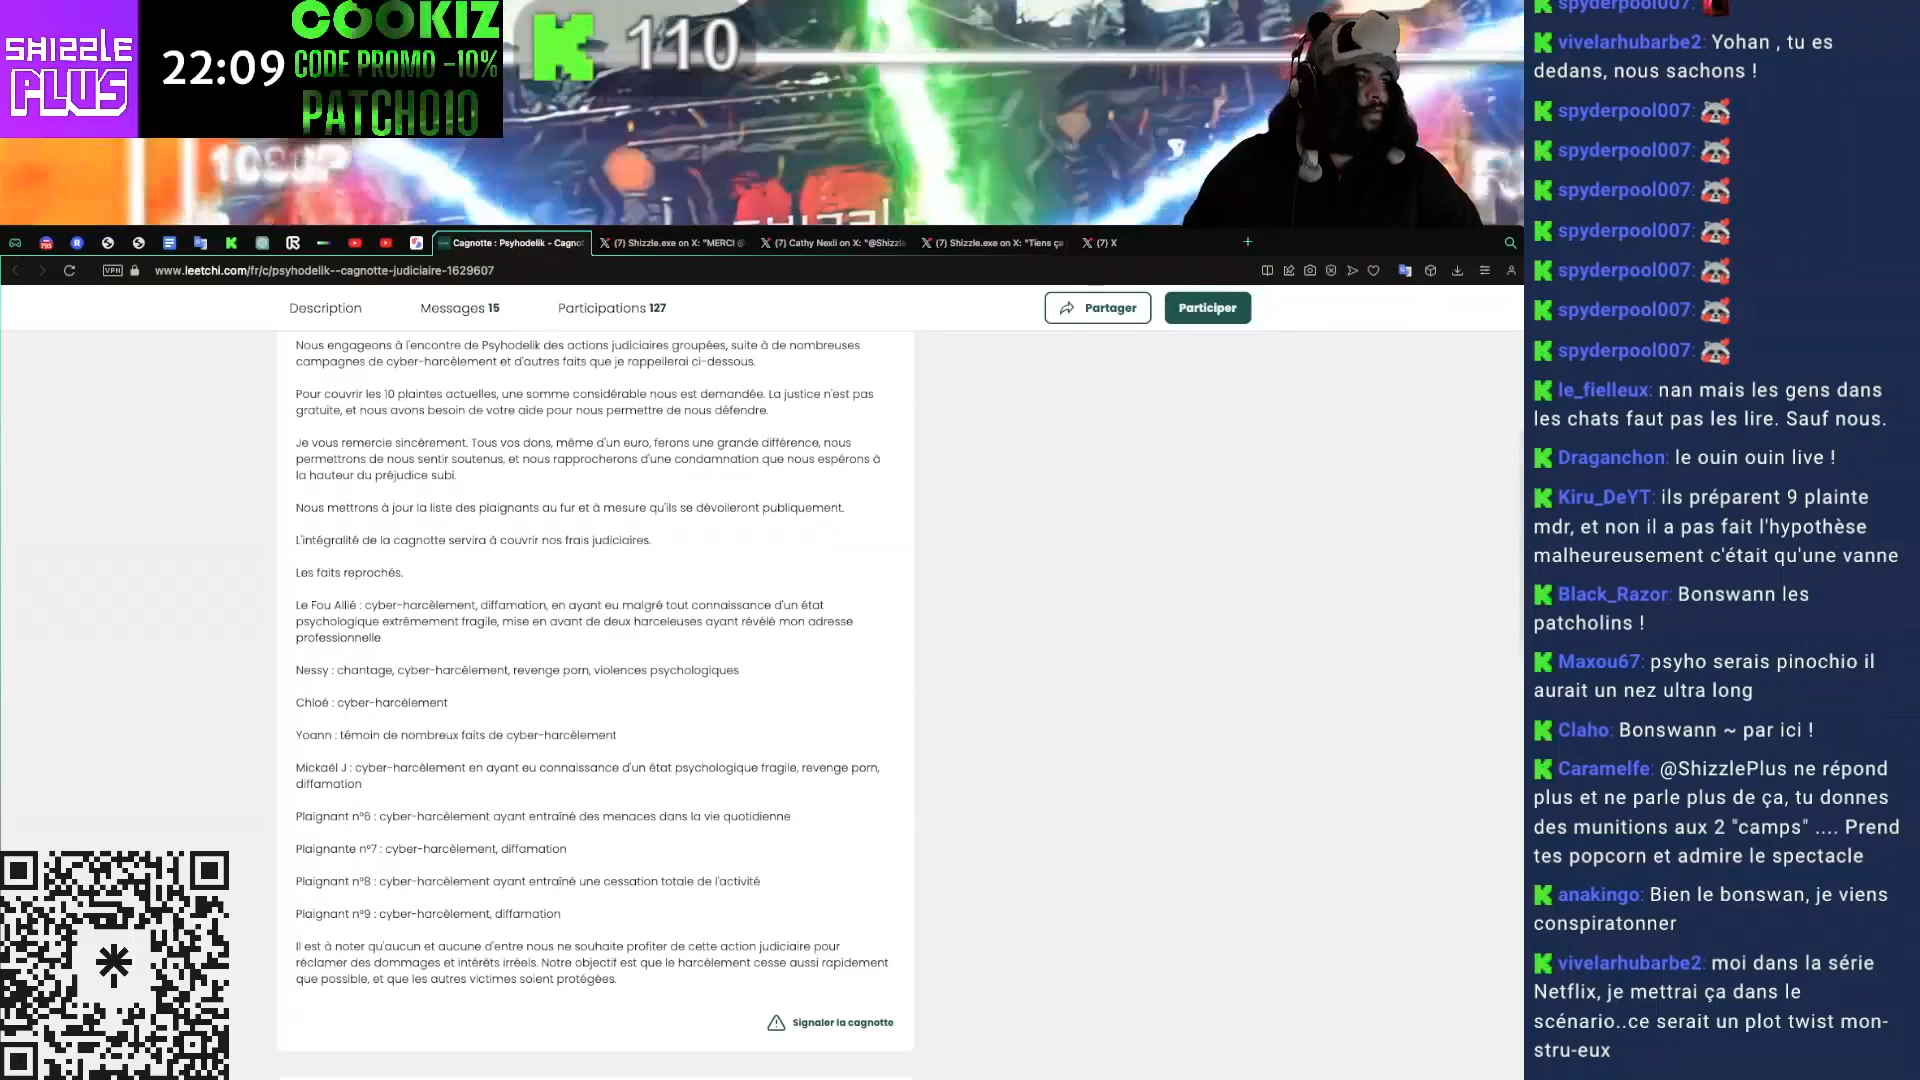 SHIZZLE
PLUS
22:09
COOKIZ
CODE PROMO -10%
PATCHO10
110
Cagnotte : Psyhodelik - Cagnot
(7) Shizzle.exe on X: "MERCI @
(7) Cathy Nexii on X: "@Shizzle
(7) Shizzle.exe on X: "Tiens ça
(7) X
VPN
www.leetchi.com/fr/c/psyhodelik--cagnotte-judiciaire-1629607
Description
Messages 15
Participations 127
Partager
Participer
Nous engageons à l'encontre de Psyhodelik des actions judiciaires groupées, suite à de nombreuses
campagnes de cyber-harcèlement et d'autres faits que je rappellerai ci-dessous.
Pour couvrir les 10 plaintes actuelles, une somme considérable nous est demandée. La justice n'est pas
gratuite, et nous avons besoin de votre aide pour nous permettre de nous défendre.
Je vous remercie sincèrement. Tous vos dons, même d'un euro, ferons une grande différence, nous
permettrons de nous sentir soutenus, et nous rapprocherons d'une condamnation que nous espérons à
la hauteur du préjudice subi.
Nous mettrons à jour la liste des plaignants au fur et à mesure qu'ils se dévoileront publiquement.
L'intégralité de la cagnotte servira à couvrir nos frais judiciaires.
Les faits reprochés.
Le Fou Allié : cyber-harcèlement, diffamation, en ayant eu malgré tout connaissance d'un état
psychologique extrêmement fragile, mise en avant de deux harceleuses ayant révélé mon adresse
professionnelle
Nessy : chantage, cyber-harcèlement, revenge porn, violences psychologiques
Chloé : cyber-harcèlement
Yoann : témoin de nombreux faits de cyber-harcèlement
Mickaël J : cyber-harcèlement en ayant eu connaissance d'un état psychologique fragile, revenge porn,
diffamation
Plaignant n°6 : cyber-harcèlement ayant entraîné des menaces dans la vie quotidienne
Plaignante n°7 : cyber-harcèlement, diffamation
Plaignant n°8 : cyber-harcèlement ayant entraîné une cessation totale de l'activité
Plaignant n°9 : cyber-harcèlement, diffamation
Il est à noter qu'aucun et aucune d'entre nous ne souhaite profiter de cette action judiciaire pour
réclamer des dommages et intérêts irréels. Notre objectif est que le harcèlement cesse aussi rapidement
que possible, et que les autres victimes soient protégées.
Signaler la cagnotte
spyderpool007:
vivelarhubarbe2: Yohan , tu es
dedans, nous sachons !
spyderpool007:
spyderpool007:
spyderpool007:
spyderpool007:
spyderpool007:
spyderpool007:
spyderpool007:
le_fielleux: nan mais les gens dans
les chats faut pas les lire. Sauf nous.
Draganchon: le ouin ouin live !
Kiru_DeYT: ils préparent 9 plainte
mdr, et non il a pas fait l'hypothèse
malheureusement c'était qu'une vanne
Black_Razor: Bonswann les
patcholins !
Maxou67: psyho serais pinochio il
aurait un nez ultra long
Claho: Bonswann ~ par ici !
Caramelfe: @ShizzlePlus ne répond
plus et ne parle plus de ça, tu donnes
des munitions aux 2 "camps" .... Prend
tes popcorn et admire le spectacle
anakingo: Bien le bonswan, je viens
conspiratonner
vivelarhubarbe2: moi dans la série
Netflix, je mettrai ça dans le
scénario..ce serait un plot twist mon-
stru-eux